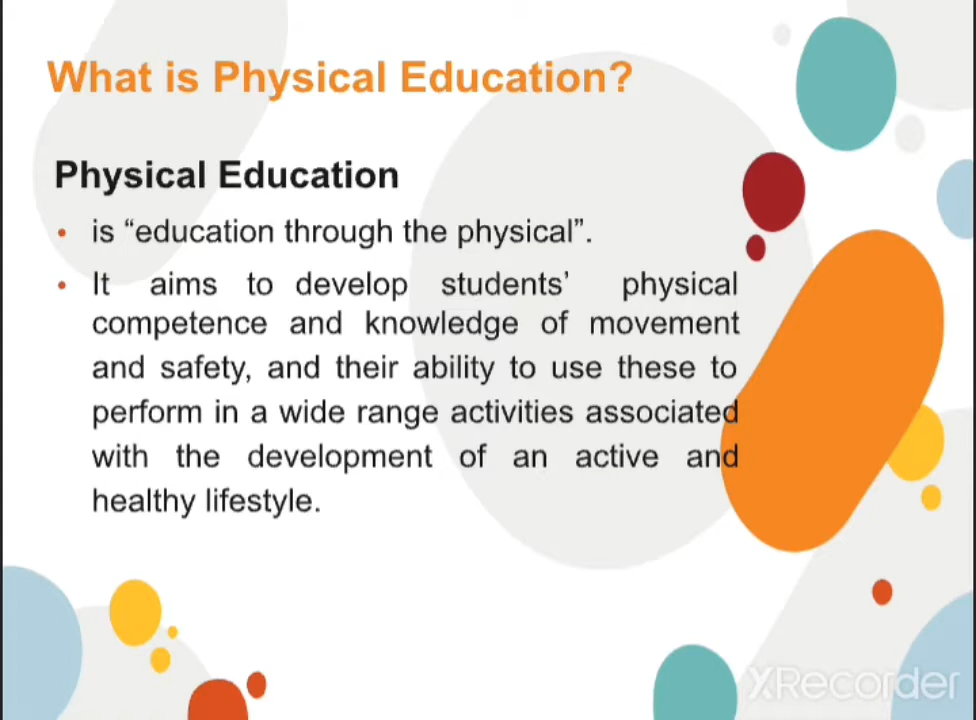 What is Physical Education?
Physical Education
• is “education through the physical”.
• It aims to develop students’ physical
competence and knowledge of movement
and safety, and their ability to use these to
perform in a wide range activities associated
with the development of an active and
healthy lifestyle.
XRecorder